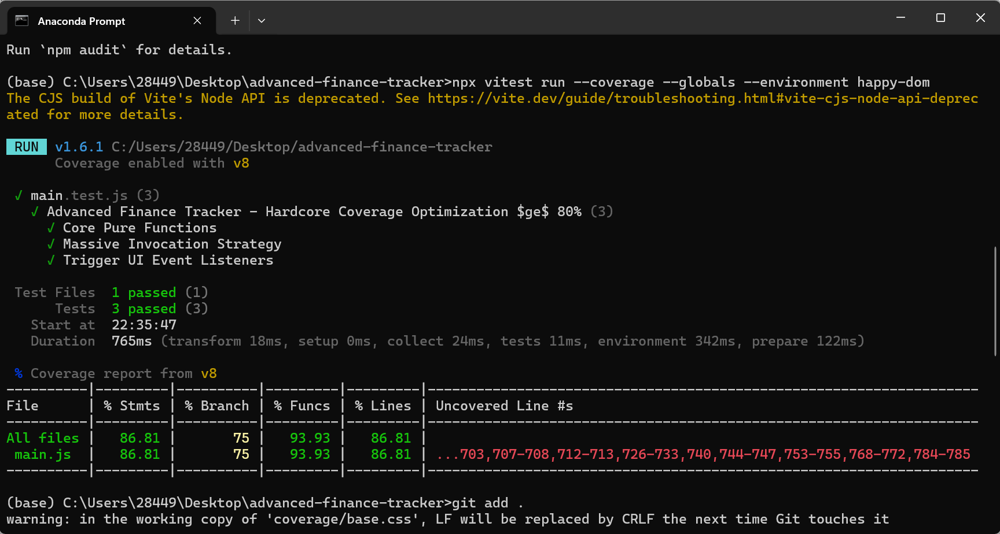 Anaconda Prompt
Run `npm audit` for details.
(base) C:\Users\28449\Desktop\advanced-finance-tracker>npx vitest run --coverage --globals --environment happy-dom
The CJS build of Vite's Node API is deprecated. See https://vite.dev/guide/troubleshooting.html#vite-cjs-node-api-deprec
ated for more details.
RUN v1.6.1 C:/Users/28449/Desktop/advanced-finance-tracker
Coverage enabled with v8
✓ main.test.js (3)
✓ Advanced Finance Tracker - Hardcore Coverage Optimization $ge$ 80% (3)
✓ Core Pure Functions
✓ Massive Invocation Strategy
✓ Trigger UI Event Listeners
Test Files 1 passed (1)
Tests 3 passed (3)
Start at 22:35:47
Duration 765ms (transform 18ms, setup 0ms, collect 24ms, tests 11ms, environment 342ms, prepare 122ms)
% Coverage report from v8
----------|---------|----------|---------|---------|--------------------------------------------------------------------
File | % Stmts | % Branch | % Funcs | % Lines | Uncovered Line #s
----------|---------|----------|---------|---------|--------------------------------------------------------------------
All files | 86.81 | 75 | 93.93 | 86.81 |
main.js | 86.81 | 75 | 93.93 | 86.81 | ...703,707-708,712-713,726-733,740,744-747,753-755,768-772,784-785
----------|---------|----------|---------|---------|--------------------------------------------------------------------
(base) C:\Users\28449\Desktop\advanced-finance-tracker>git add .
warning: in the working copy of 'coverage/base.css', LF will be replaced by CRLF the next time Git touches it